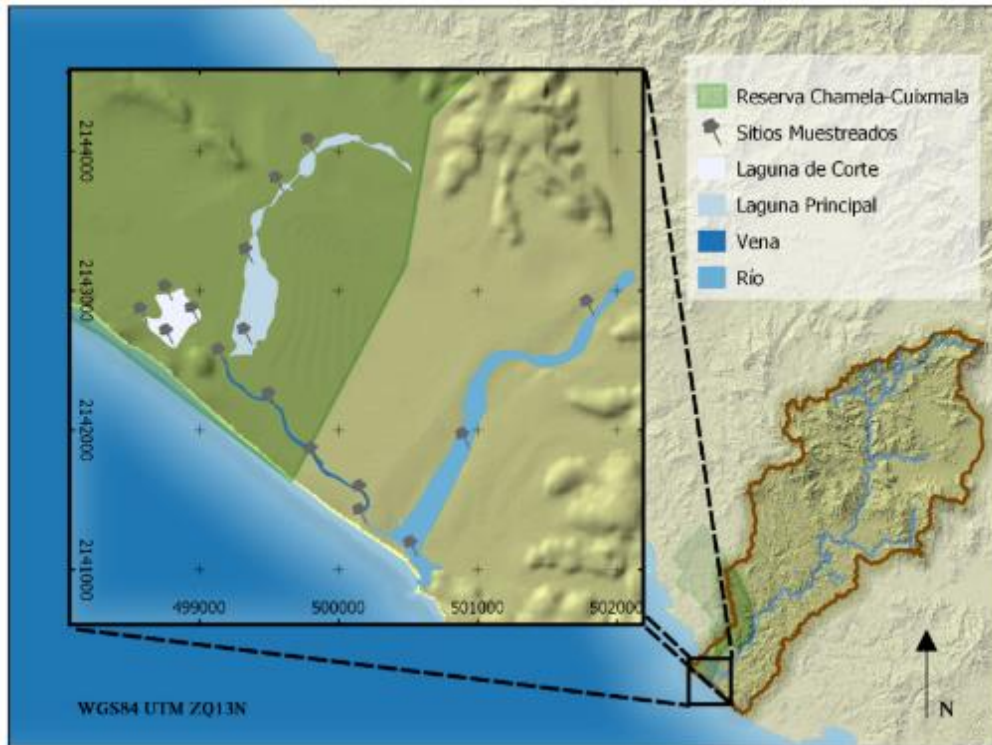 Reserva Chamela-Cuixmala
Sitios Muestreados
Laguna de Corte
Laguna Principal
Vena
Río
2144000
2143000
2142000
2141000
499000
500000
501000
502000
WGS84 UTM ZQ13N
N